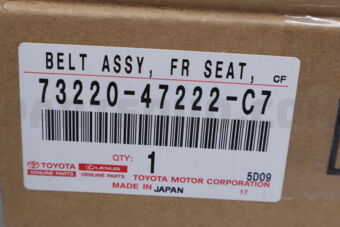 BELT ASSY, FR SEAT, CF
73220-47222-C7
QTY: 1
5D09
TOYOTA
GENUINE PARTS
LEXUS
GENUINE PARTS
TOYOTA MOTOR CORPORATION
MADE IN JAPAN
17